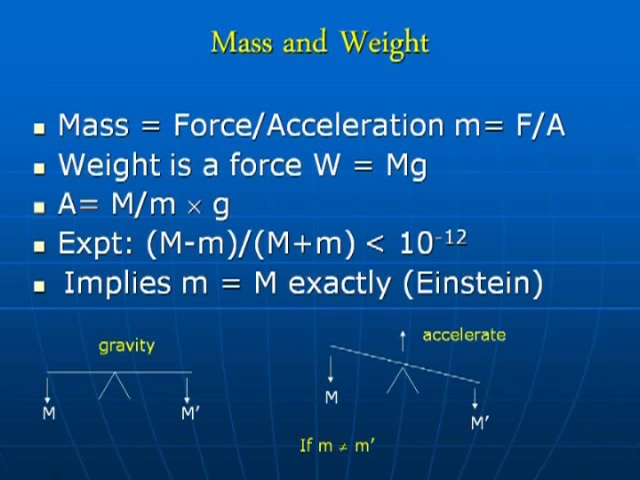 Mass and Weight
Mass = Force/Acceleration m= F/A
Weight is a force W = Mg
A= M/m × g
Expt: (M-m)/(M+m) < 10⁻¹²
Implies m = M exactly (Einstein)
gravity
accelerate
M
M’
M
M’
If m ≠ m’